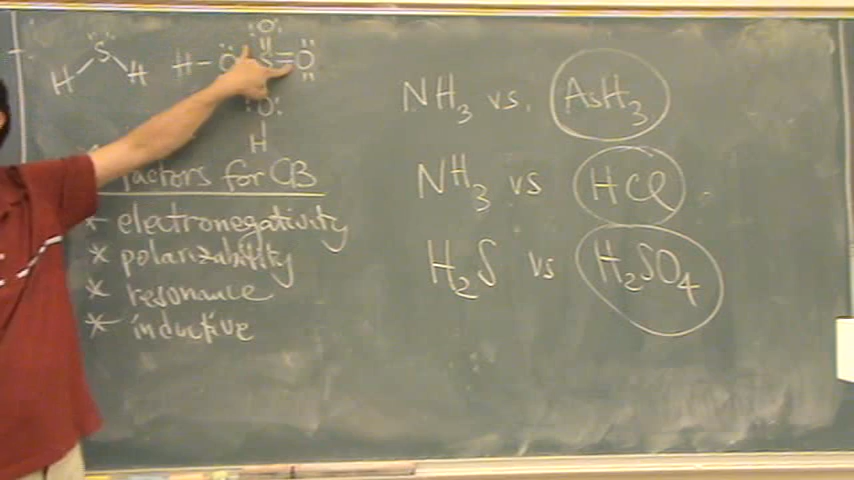 :O:
S
H H H - O S = O
:O:
H
factors for CB
* electronegativity
* polarizability
* resonance
* inductive
NH3 vs. AsH3
NH3 vs HCl
H2S vs H2SO4